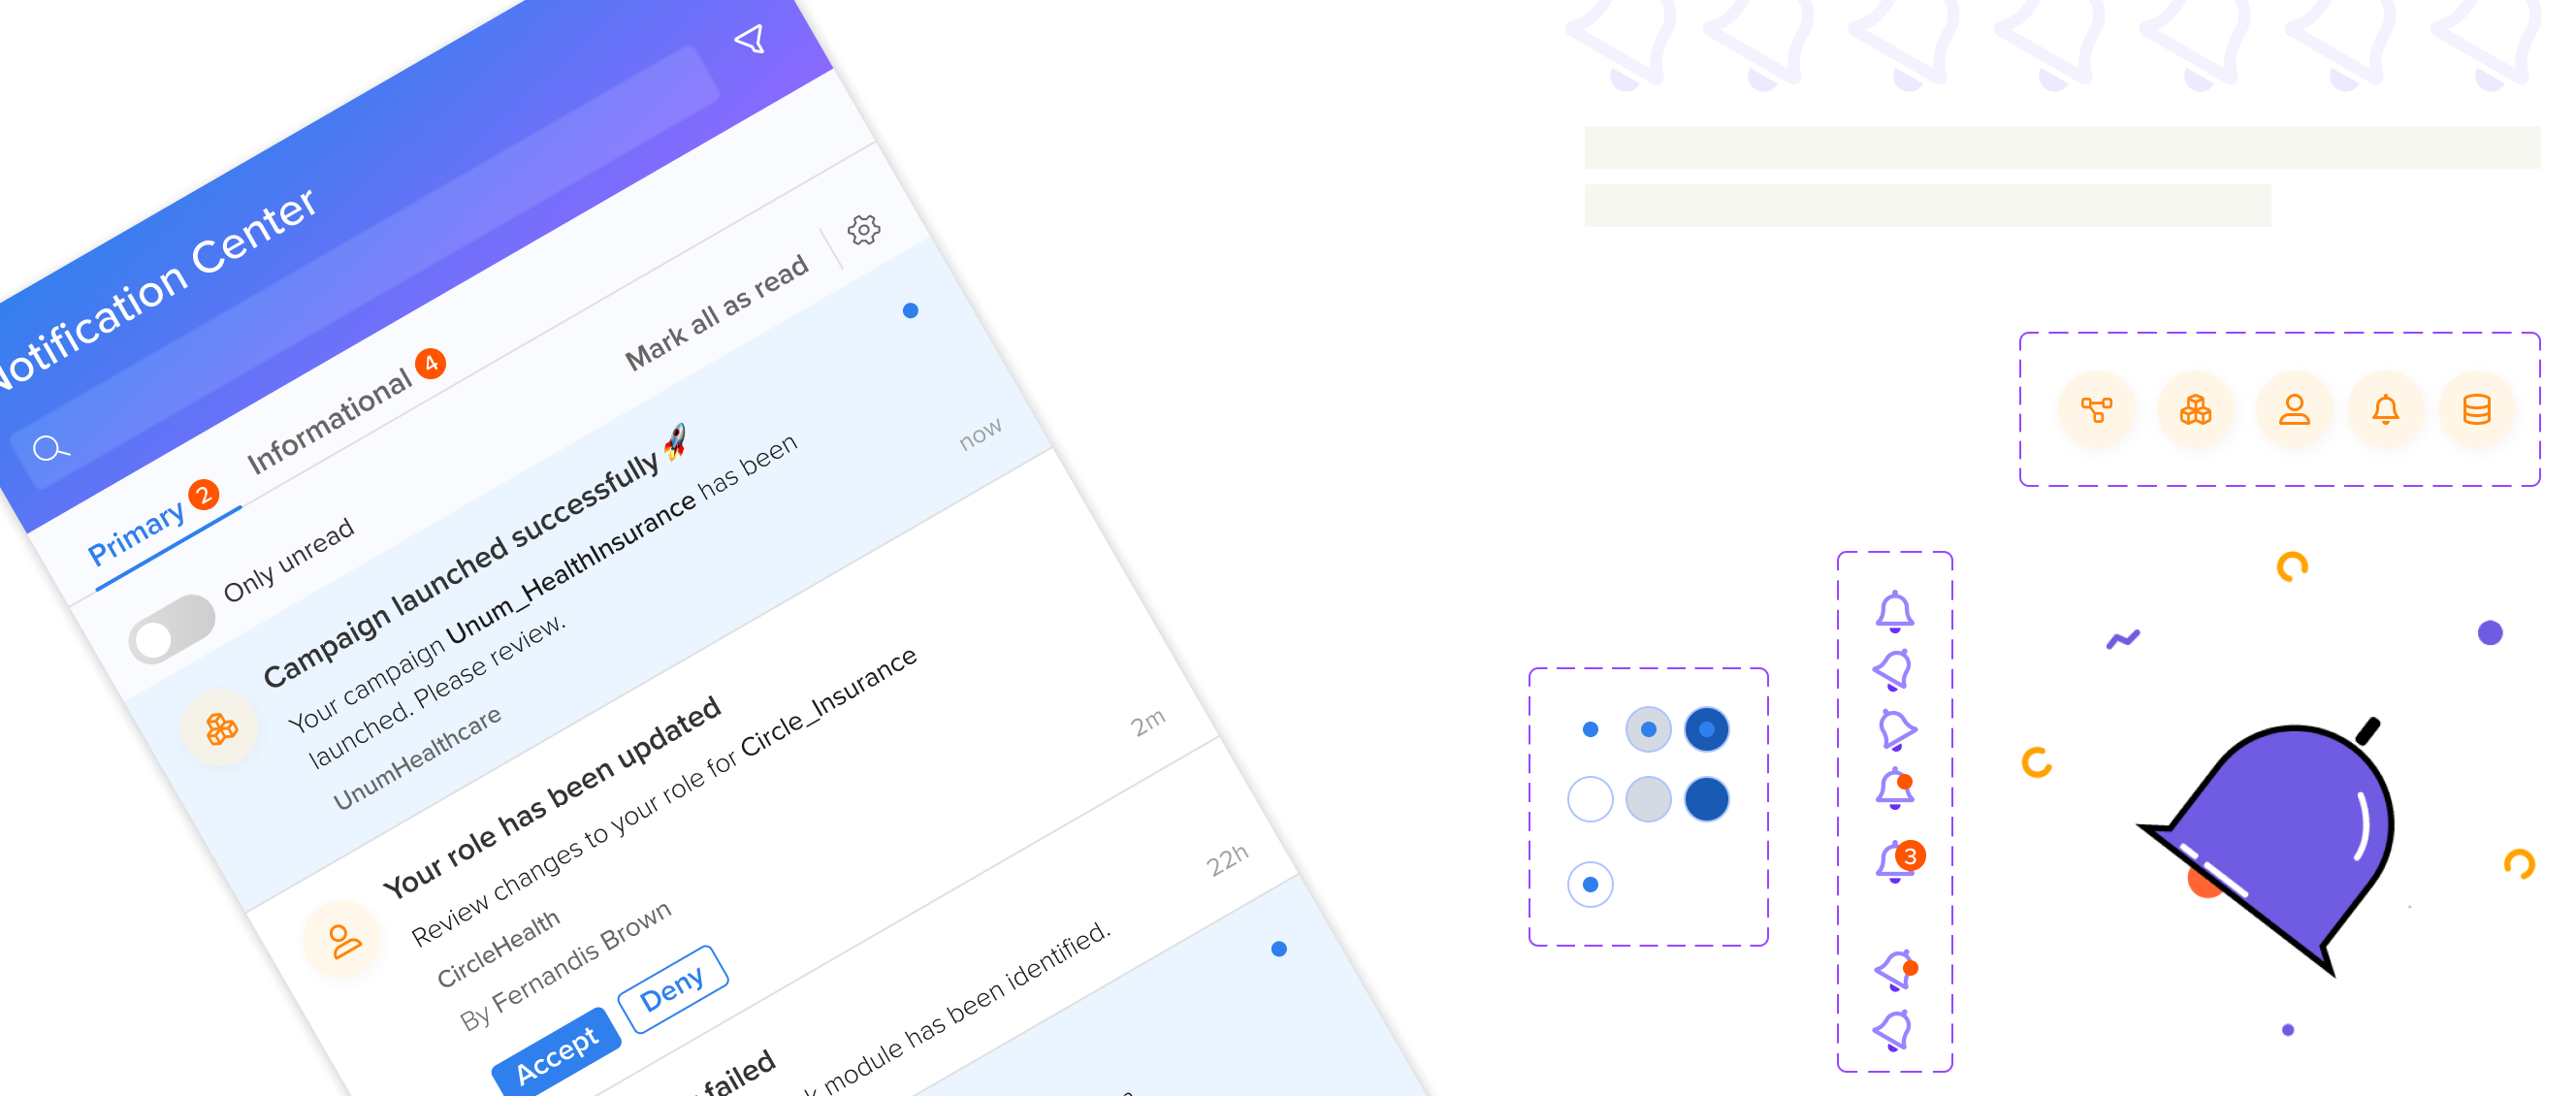 Notification Center
Primary 2
Informational 4
Only unread
Mark all as read
Campaign launched successfully 🚀
Your campaign Unum_HealthInsurance has been
launched. Please review.
UnumHealthcare
now
Your role has been updated
Review changes to your role for Circle_Insurance
CircleHealth
By Fernandis Brown
2m
Accept
Deny
failed
module has been identified.
22h
3